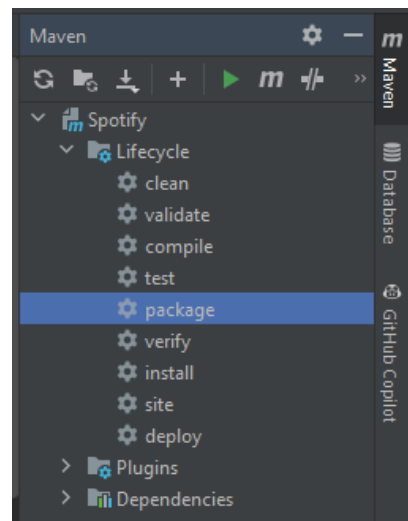 Maven
Spotify
Lifecycle
clean
validate
compile
test
package
verify
install
site
deploy
Plugins
Dependencies
m
Maven
Database
GitHub Copilot